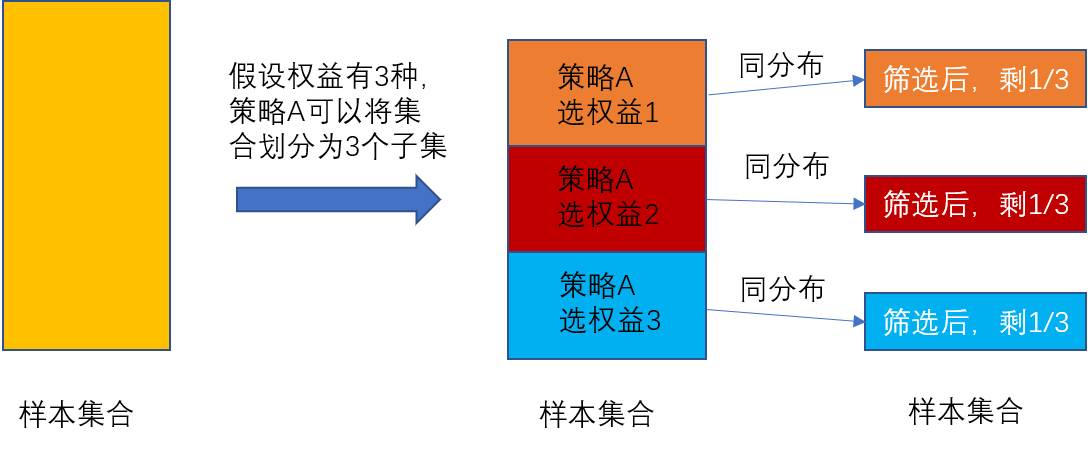 假设权益有3种，
策略A可以将集
合划分为3个子集
样本集合
策略A
选权益1
策略A
选权益2
策略A
选权益3
样本集合
同分布
同分布
同分布
筛选后，剩1/3
筛选后，剩1/3
筛选后，剩1/3
样本集合